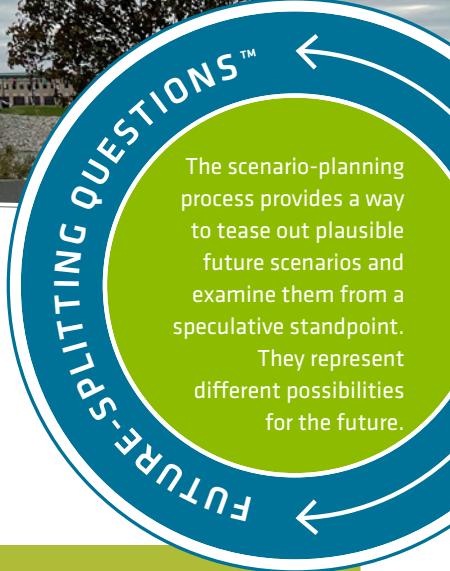 FUTURE-SPLITTING QUESTIONS™
The scenario-planning
process provides a way
to tease out plausible
future scenarios and
examine them from a
speculative standpoint.
They represent
different possibilities
for the future.